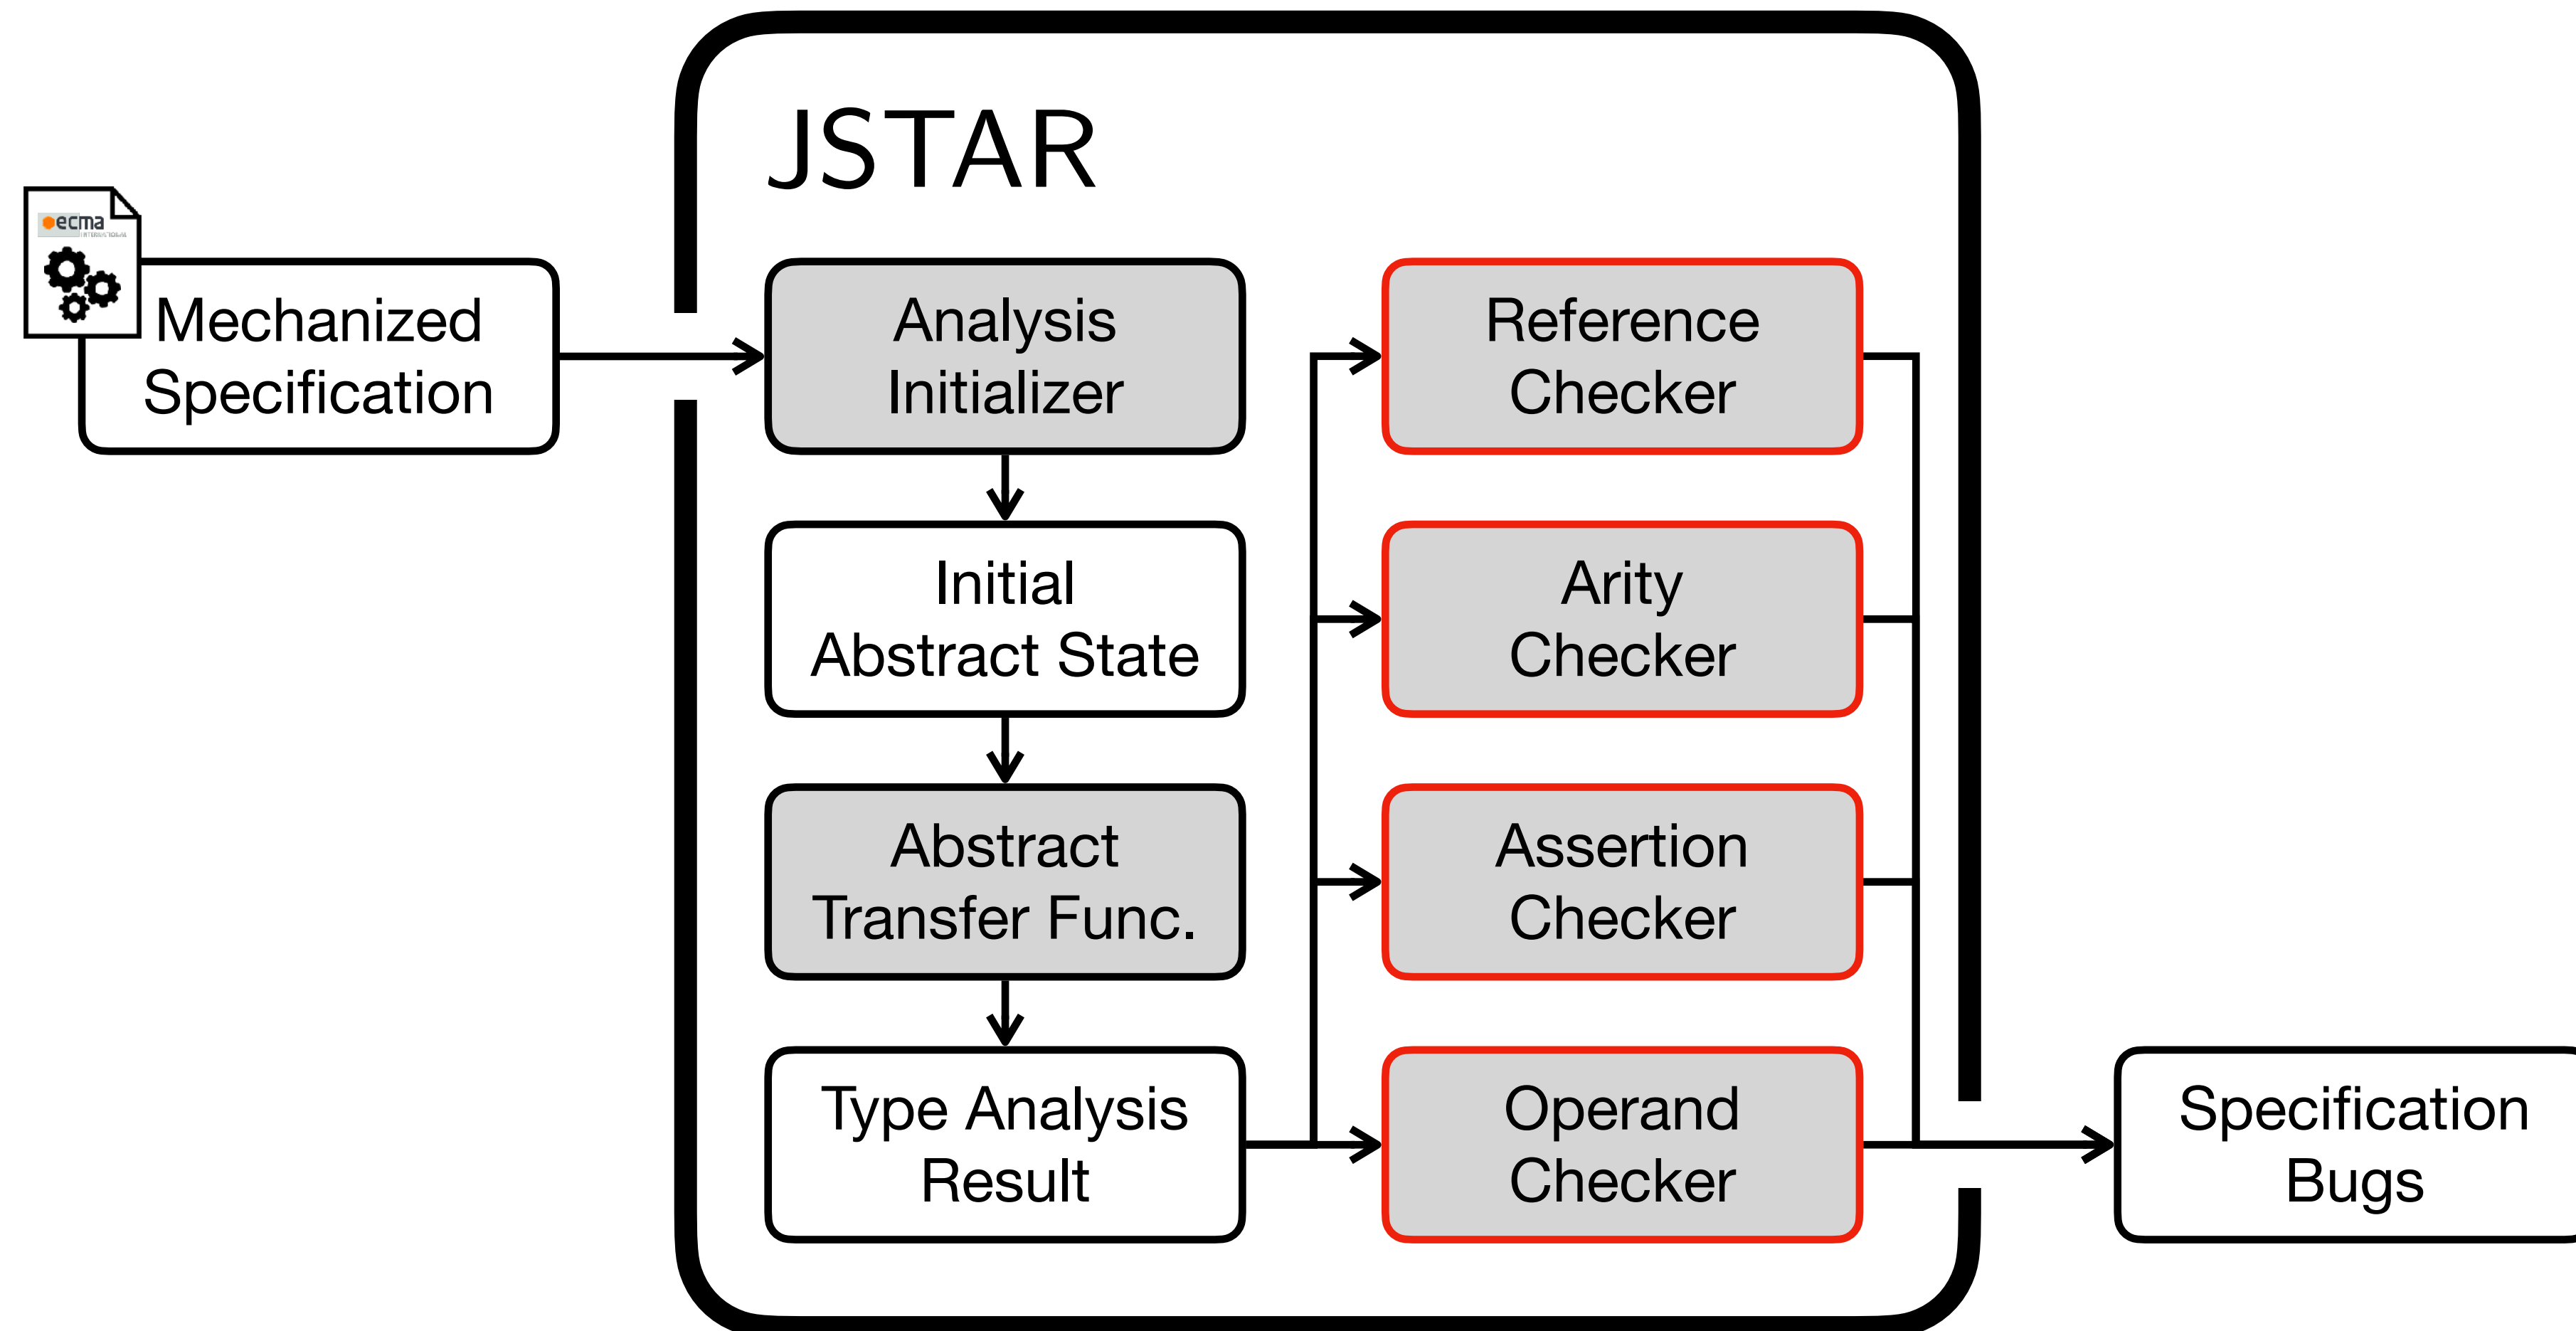 JSTAR
ecma
INTERNATIONAL
Mechanized
Specification
Analysis
Initializer
Initial
Abstract State
Abstract
Transfer Func.
Type Analysis
Result
Reference
Checker
Arity
Checker
Assertion
Checker
Operand
Checker
Specification
Bugs